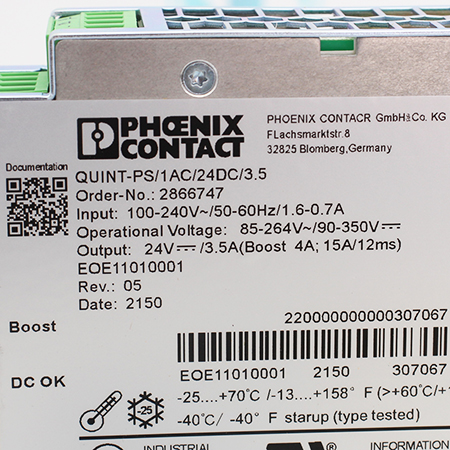 PHŒNIX
CONTACT
PHOENIX CONTACR GmbH&Co. KG
FLachsmarktstr.8
32825 Blomberg,Germany
Documentation
QUINT-PS/1AC/24DC/3.5
Order-No.: 2866747
Input: 100-240V~/50-60Hz/1.6-0.7A
Operational Voltage: 85-264V~/90-350V⎓
Output: 24V⎓/3.5A(Boost 4A; 15A/12ms)
EOE11010001
Rev.: 05
Date: 2150
Boost
220000000000307067
EOE11010001 2150 307067
DC OK
-25
-25....+70℃ /-13....+158° F (>+60℃/+
-40℃/ -40° F starup (type tested)
INDUSTRIAL
INFORMATION